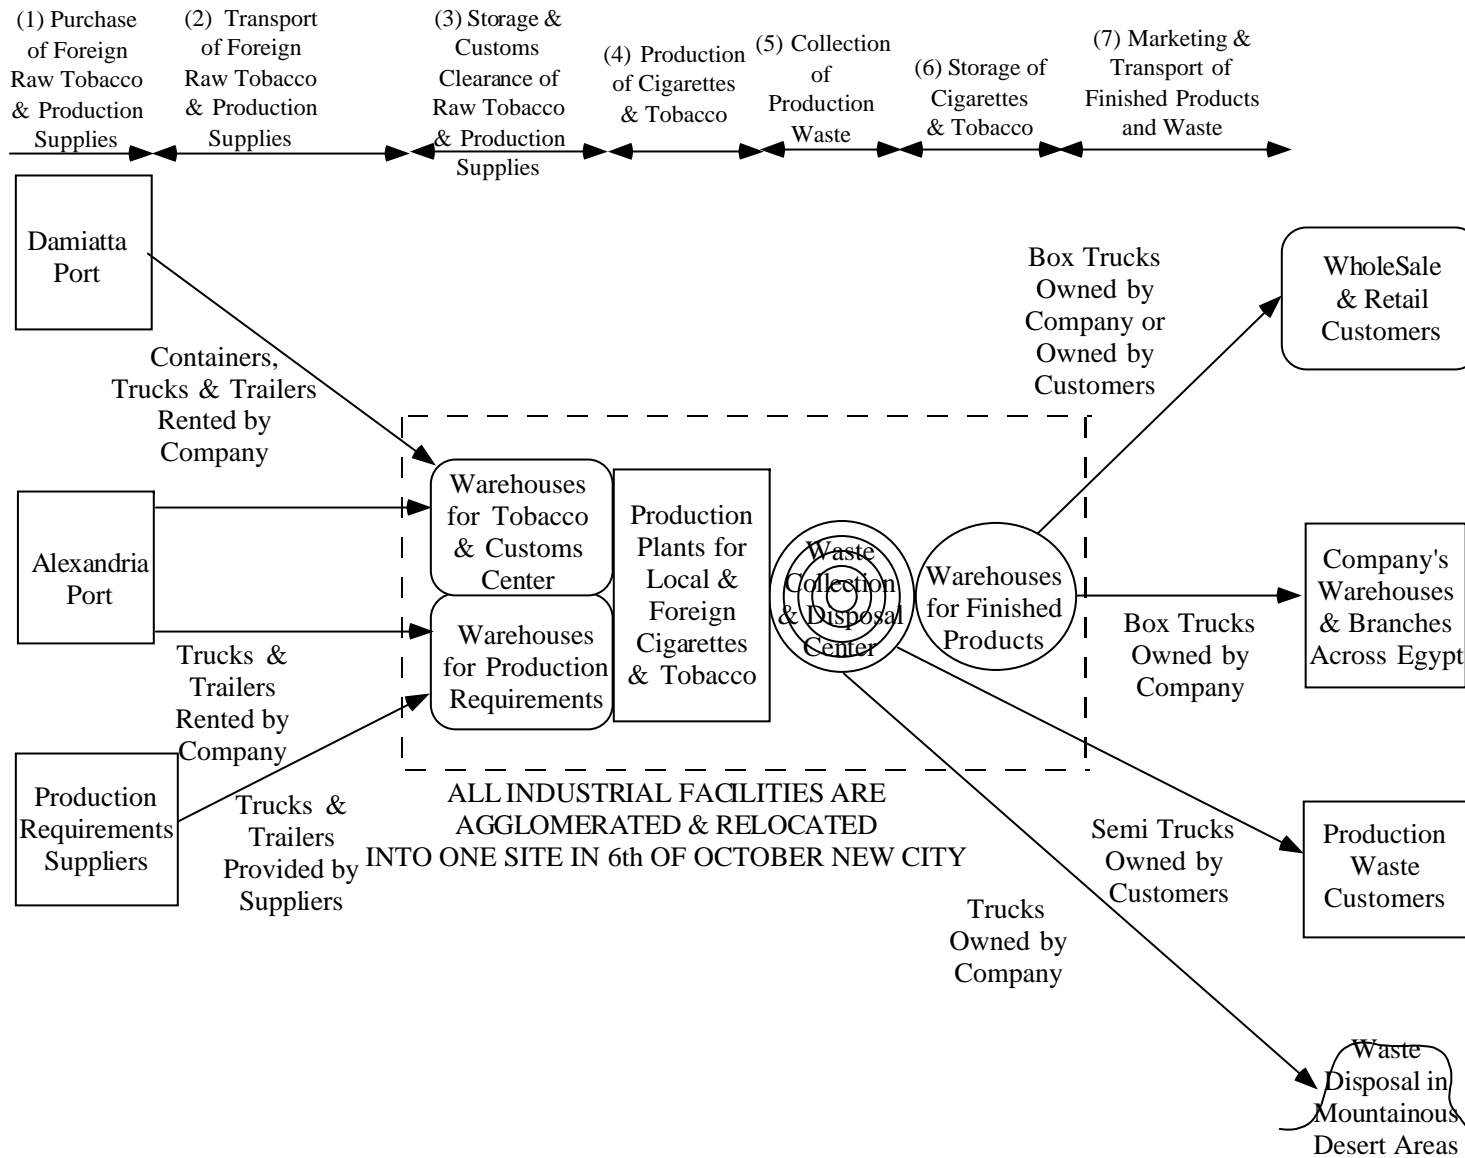 (1) Purchase
of Foreign
Raw Tobacco
& Production
Supplies
(2) Transport
of Foreign
Raw Tobacco
& Production
Supplies
(3) Storage &
Customs
Clearance of
Raw Tobacco
& Production
Supplies
(4) Production
of Cigarettes
& Tobacco
(5) Collection
of
Production
Waste
(6) Storage of
Cigarettes
& Tobacco
(7) Marketing &
Transport of
Finished Products
and Waste
Damiatta
Port
Containers,
Trucks & Trailers
Rented by
Company
Alexandria
Port
Trucks &
Trailers
Rented by
Company
Production
Requirements
Suppliers
Trucks &
Trailers
Provided by
Suppliers
Warehouses
for Tobacco
& Customs
Center
Warehouses
for Production
Requirements
Production
Plants for
Local &
Foreign
Cigarettes
& Tobacco
Waste
Collection
& Disposal
Center
Warehouses
for Finished
Products
ALL INDUSTRIAL FACILITIES ARE
AGGLOMERATED & RELOCATED
INTO ONE SITE IN 6th OF OCTOBER NEW CITY
Box Trucks
Owned by
Company or
Owned by
Customers
WholeSale
& Retail
Customers
Box Trucks
Owned by
Company
Company's
Warehouses
& Branches
Across Egypt
Semi Trucks
Owned by
Customers
Production
Waste
Customers
Trucks
Owned by
Company
Waste
Disposal in
Mountainous
Desert Areas